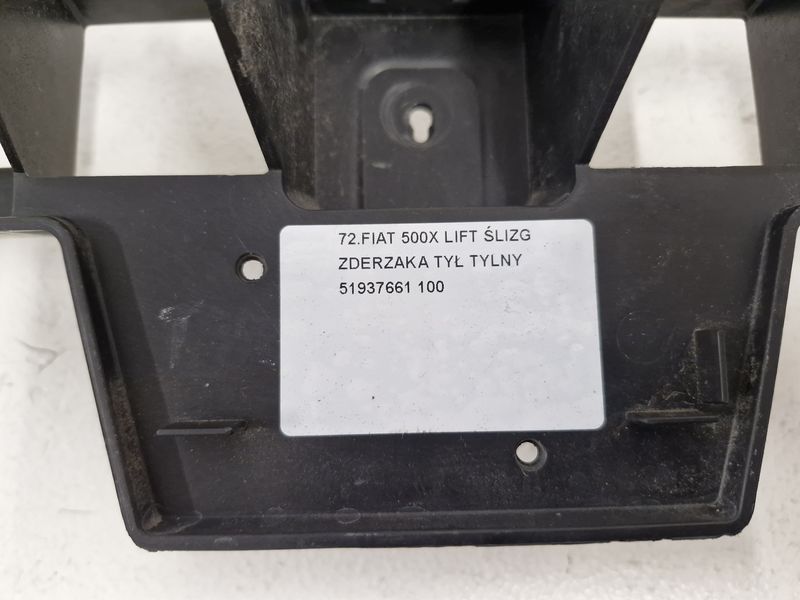 72.FIAT 500X LIFT ŚLIZG
ZDERZAKA TYŁ TYLNY
51937661 100